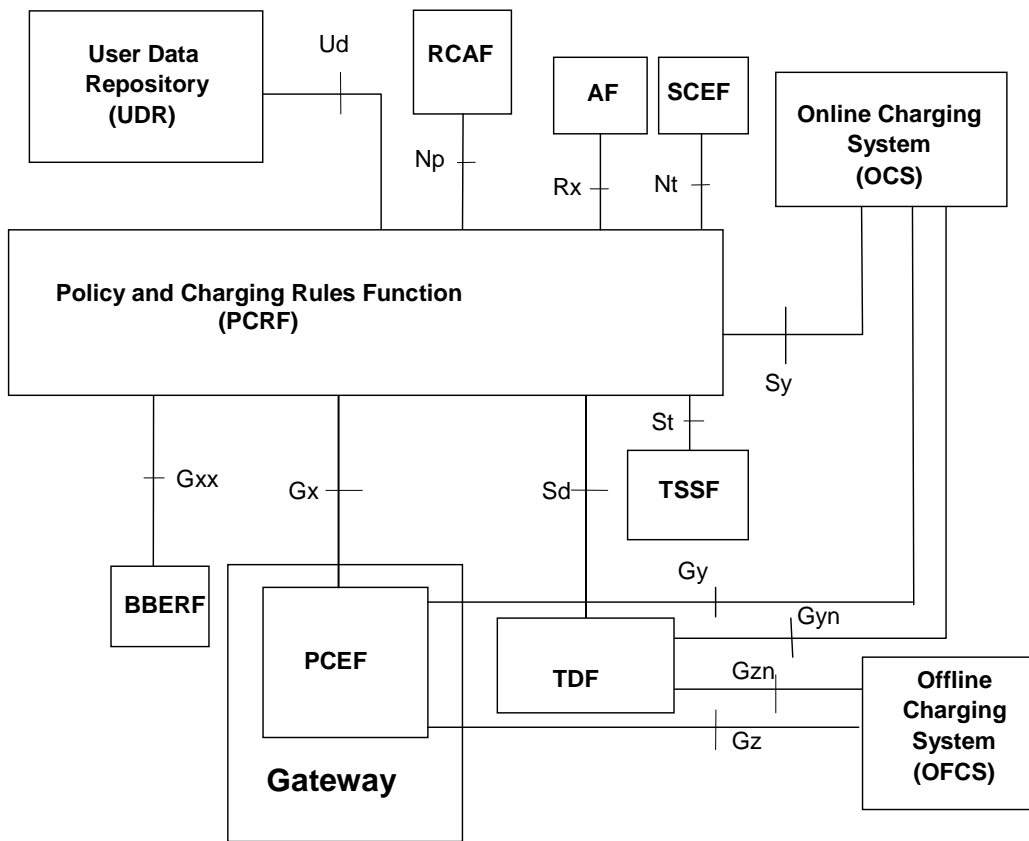 User Data
Repository
(UDR)
Ud
RCAF
Np
AF
SCEF
Rx
Nt
Online Charging
System
(OCS)
Policy and Charging Rules Function
(PCRF)
Sy
St
Gxx
Gx
Sd
TSSF
BBERF
Gy
Gyn
PCEF
TDF
Gzn
Gz
Offline
Charging
System
(OFCS)
Gateway